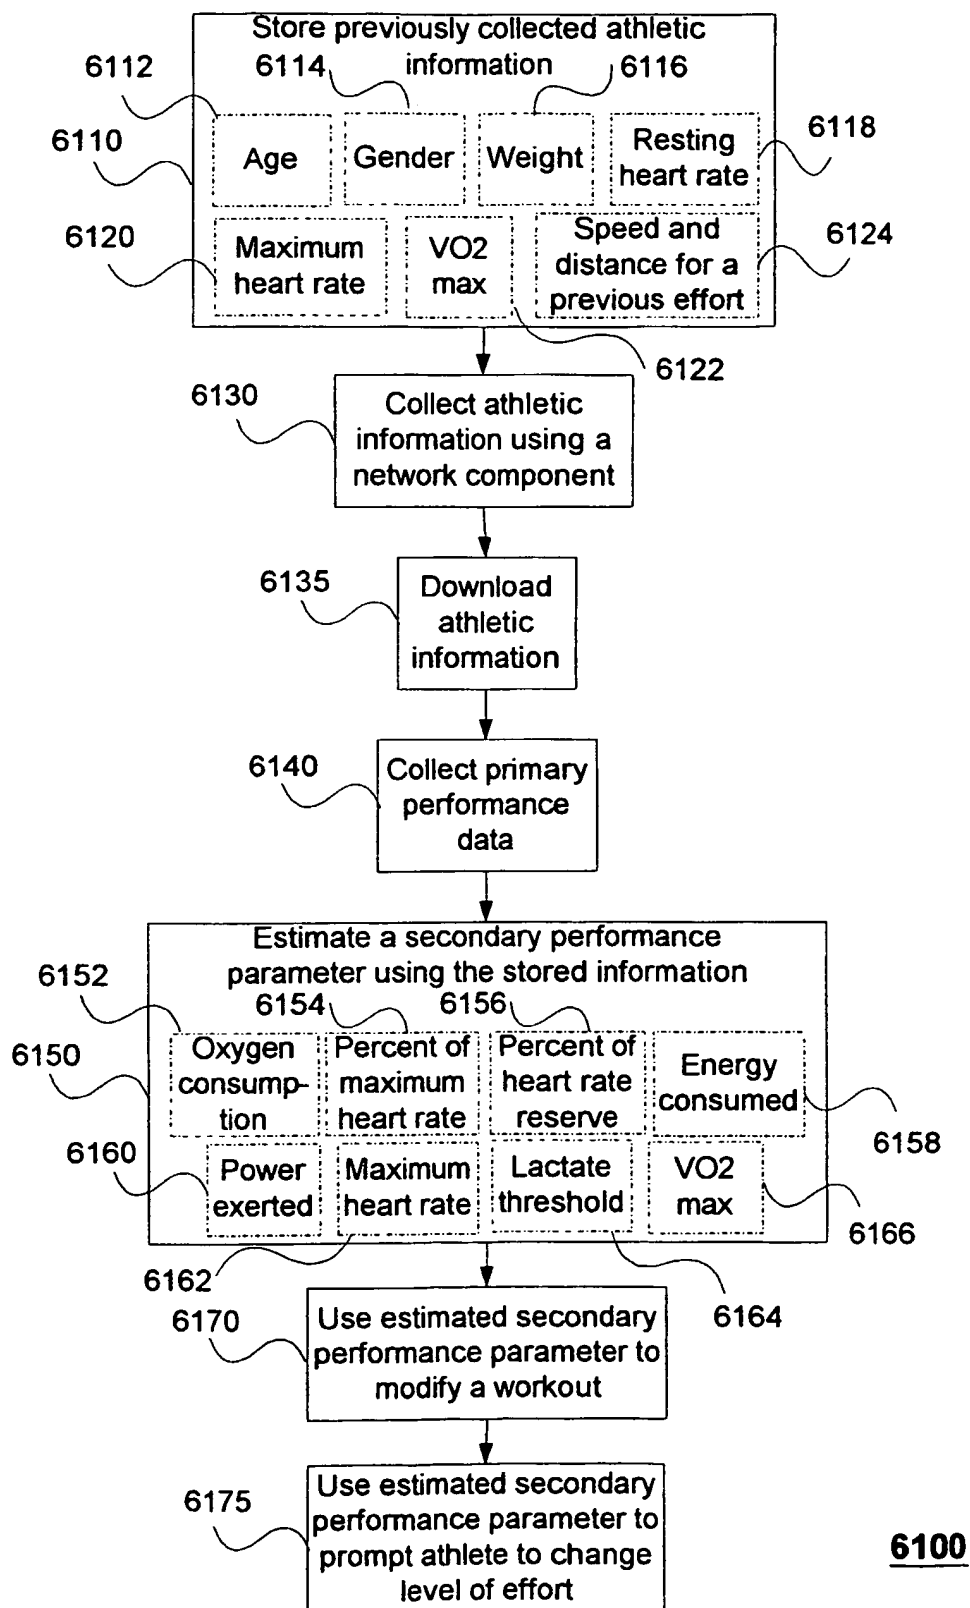 Store previously collected athletic
information
6112
6114
6116
6110
6118
Age
Gender
Weight
Resting
heart rate
6120
6124
Maximum
heart rate
VO2
max
Speed and
distance for a
previous effort
6122
6130
Collect athletic
information using a
network component
6135
Download
athletic
information
6140
Collect primary
performance
data
Estimate a secondary performance
parameter using the stored information
6152
6154
6156
6150
Oxygen
consump-
tion
Percent of
maximum
heart rate
Percent of
heart rate
reserve
Energy
consumed
6158
6160
Power
exerted
Maximum
heart rate
Lactate
threshold
VO2
max
6166
6162
6164
6170
Use estimated secondary
performance parameter to
modify a workout
6175
Use estimated secondary
performance parameter to
prompt athlete to change
level of effort
6100